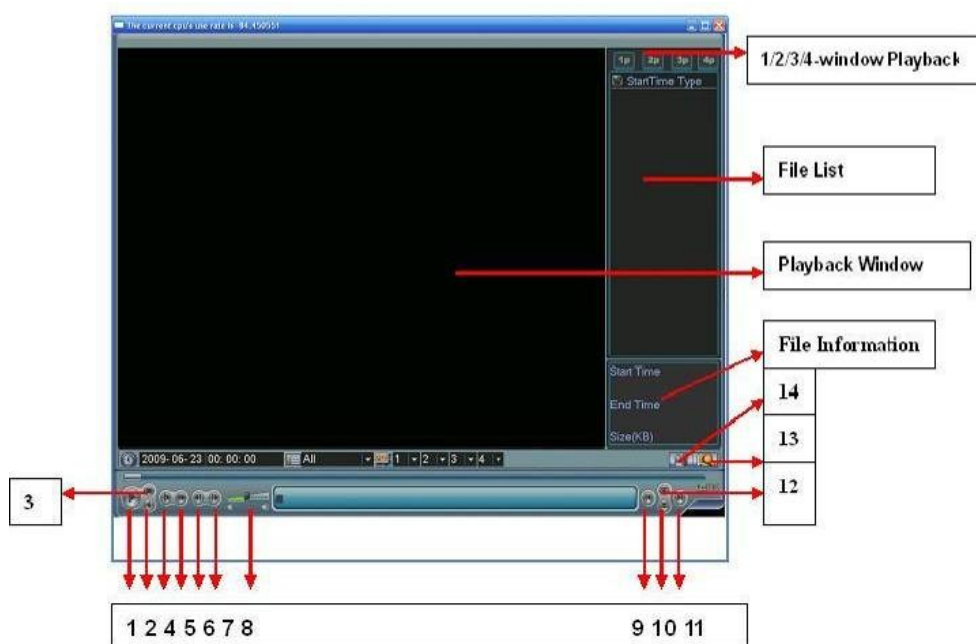 The current cpu's use rate is 94.450551
1p 2p 3p 4p
1/2/3/4-window Playback
StartTime Type
File List
Playback Window
File Information
Start Time
End Time
Size(KB)
14
13
12
2009- 06- 23 00: 00: 00 All 1 2 3 4
3
1 2 4 5 6 7 8 9 10 11